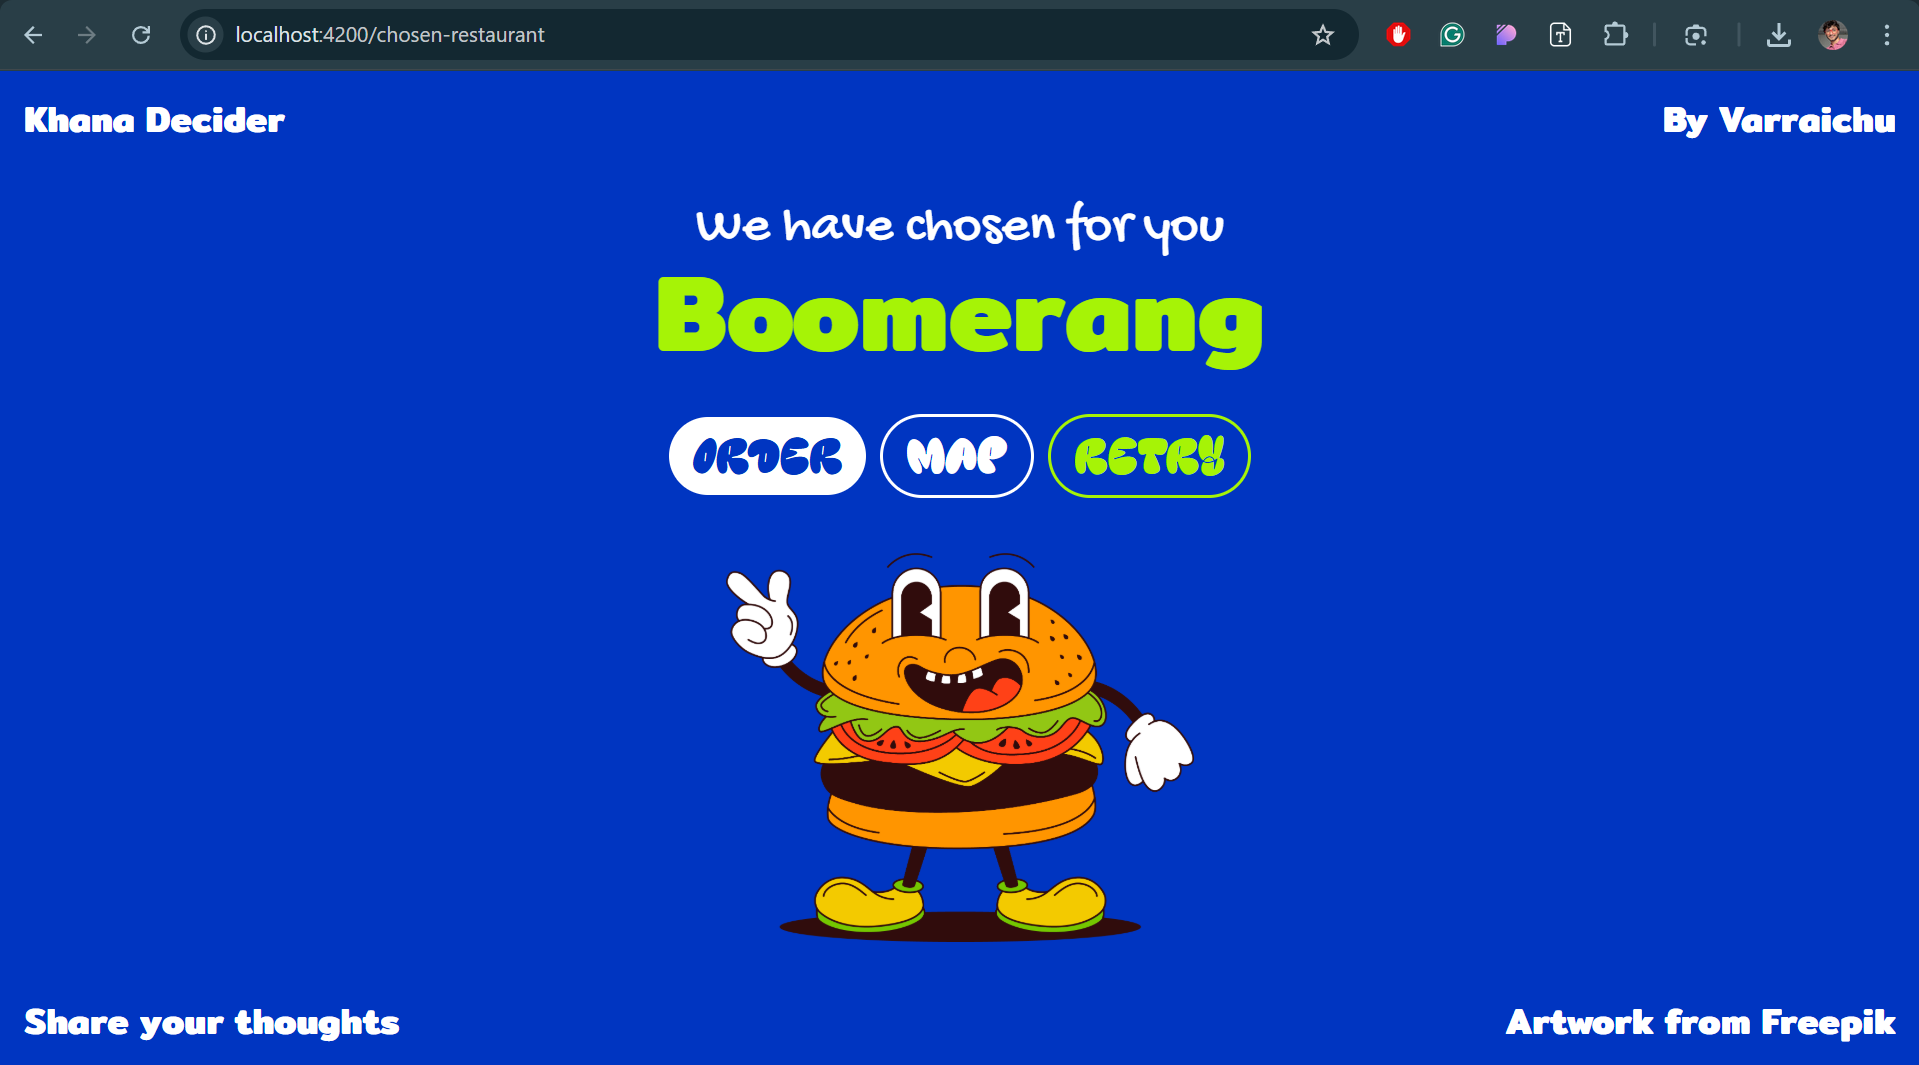 localhost:4200/chosen-restaurant
Khana Decider
By Varraichu
We have chosen for you
Boomerang
ORDER
MAP
RETRY
Share your thoughts
Artwork from Freepik